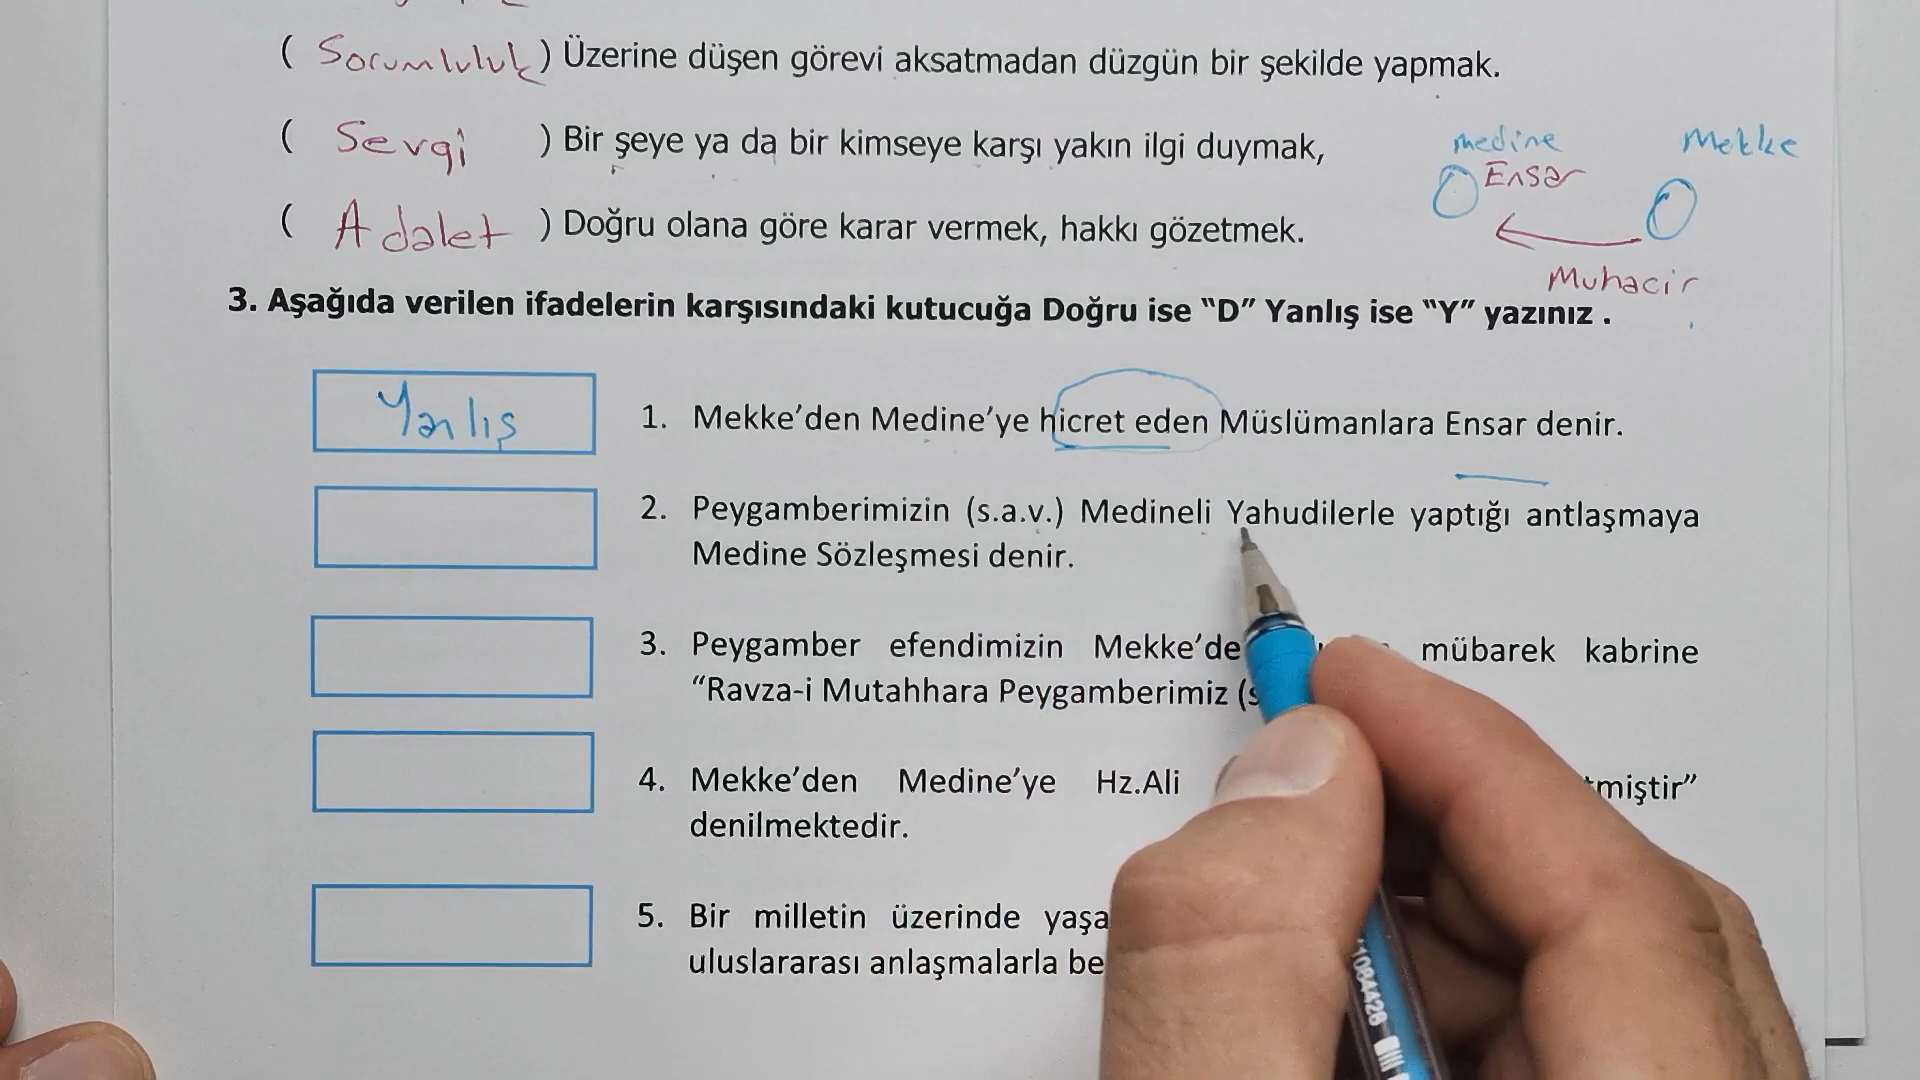 ( Sorumluluk ) Üzerine düşen görevi aksatmadan düzgün bir şekilde yapmak.
( Sevgi ) Bir şeye ya da bir kimseye karşı yakın ilgi duymak,
medine Mekke
Ensar
( Adalet ) Doğru olana göre karar vermek, hakkı gözetmek.
Muhacir
3. Aşağıda verilen ifadelerin karşısındaki kutucuğa Doğru ise “D” Yanlış ise “Y” yazınız .
Yanlış 1. Mekke’den Medine’ye hicret eden Müslümanlara Ensar denir.
2. Peygamberimizin (s.a.v.) Medineli Yahudilerle yaptığı antlaşmaya
Medine Sözleşmesi denir.
3. Peygamber efendimizin Mekke’de mübarek kabrine
“Ravza-i Mutahhara Peygamberimiz (s
4. Mekke’den Medine’ye Hz.Ali miştir”
denilmektedir.
5. Bir milletin üzerinde yaşa
uluslararası anlaşmalarla be
1084428